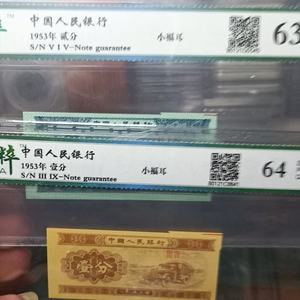 中国人民银行
1953年 贰分 小福耳
S/N V I V-Note guarantee
63
粹 中国人民银行
1953年 壹分 小福耳
S/N III IX-Note guarantee
64
中国人民银行
壹分